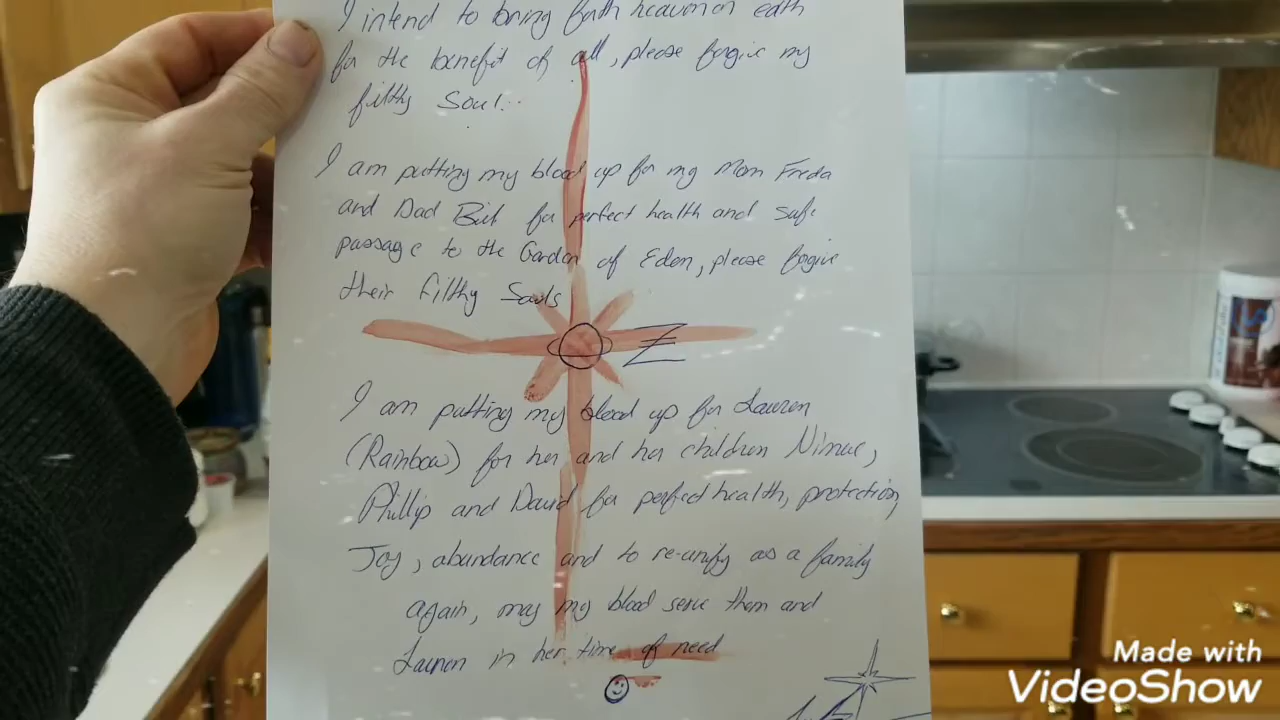 I intend to bring forth heaven on eath
for the benefit of all, please forgive my
filthy Soul...
I am putting my blood up for my Mom Freda
and Dad Bill for perfect health and safe
passage to the Garden of Eden, please forgive
their filthy Souls
I am putting my blood up for Lauren
(Rainbow) for her and her children Nimue,
Phillip and David for perfect health, protection,
Joy, abundance and to re-unify as a family
again, may my blood serve them and
Lauren in her time of need
Made with
VideoShow